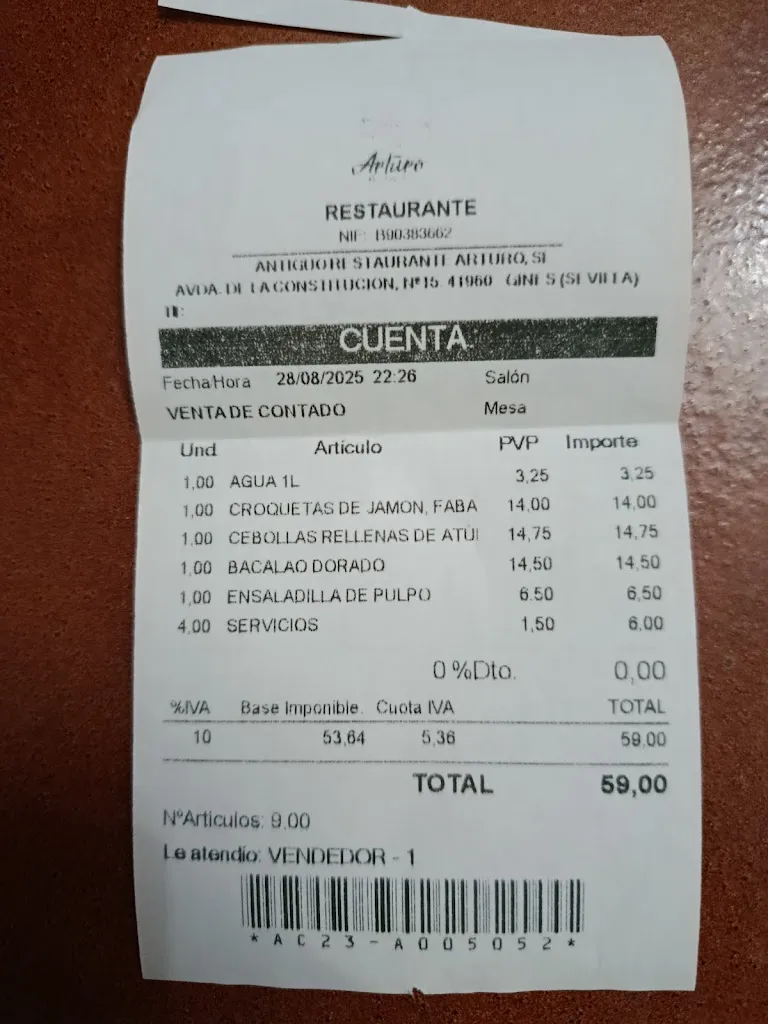 Arturo
RESTAURANTE
NIF: B90383662
ANTIGUO RESTAURANTE ARTURO, SL
AVDA. DE LA CONSTITUCION, Nº 15. 41960 GINES (SEVILLA)
Tlf:
CUENTA
Fecha/Hora 28/08/2025 22:26 Salón
VENTA DE CONTADO Mesa
Und. Artículo PVP Importe
1,00 AGUA 1L 3,25 3,25
1,00 CROQUETAS DE JAMON, FABA 14,00 14,00
1,00 CEBOLLAS RELLENAS DE ATÚ 14,75 14,75
1,00 BACALAO DORADO 14,50 14,50
1,00 ENSALADILLA DE PULPO 6,50 6,50
4,00 SERVICIOS 1,50 6,00
0 %Dto. 0,00
%IVA Base Imponible. Cuota IVA TOTAL
10 53,64 5,36 59,00
TOTAL 59,00
NºArticulos: 9,00
Le atendio: VENDEDOR - 1
*AC23-A005052*